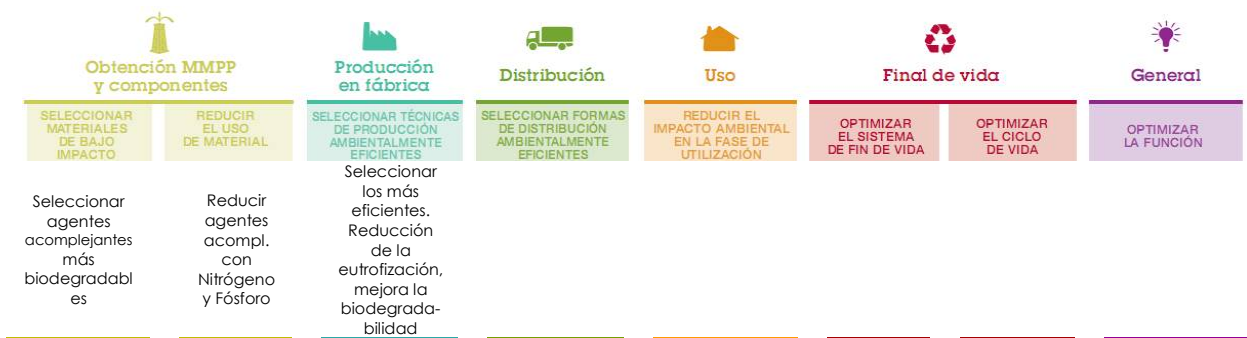 Obtención MMPP
y componentes
Producción
en fábrica
Distribución
Uso
Final de vida
General
SELECCIONAR
MATERIALES
DE BAJO
IMPACTO
REDUCIR
EL USO
DE MATERIAL
SELECCIONAR TÉCNICAS
DE PRODUCCIÓN
AMBIENTALMENTE
EFICIENTES
SELECCIONAR FORMAS
DE DISTRIBUCIÓN
AMBIENTALMENTE
EFICIENTES
REDUCIR EL
IMPACTO AMBIENTAL
EN LA FASE DE
UTILIZACIÓN
OPTIMIZAR
EL SISTEMA
DE FIN DE VIDA
OPTIMIZAR
EL CICLO
DE VIDA
OPTIMIZAR
LA FUNCIÓN
Seleccionar
agentes
acomplejantes
más
biodegradabl
es
Reducir
agentes
acompl.
con
Nitrógeno
y Fósforo
Seleccionar
los más
eficientes.
Reducción
de la
eutrofización,
mejora la
biodegrada-
bilidad